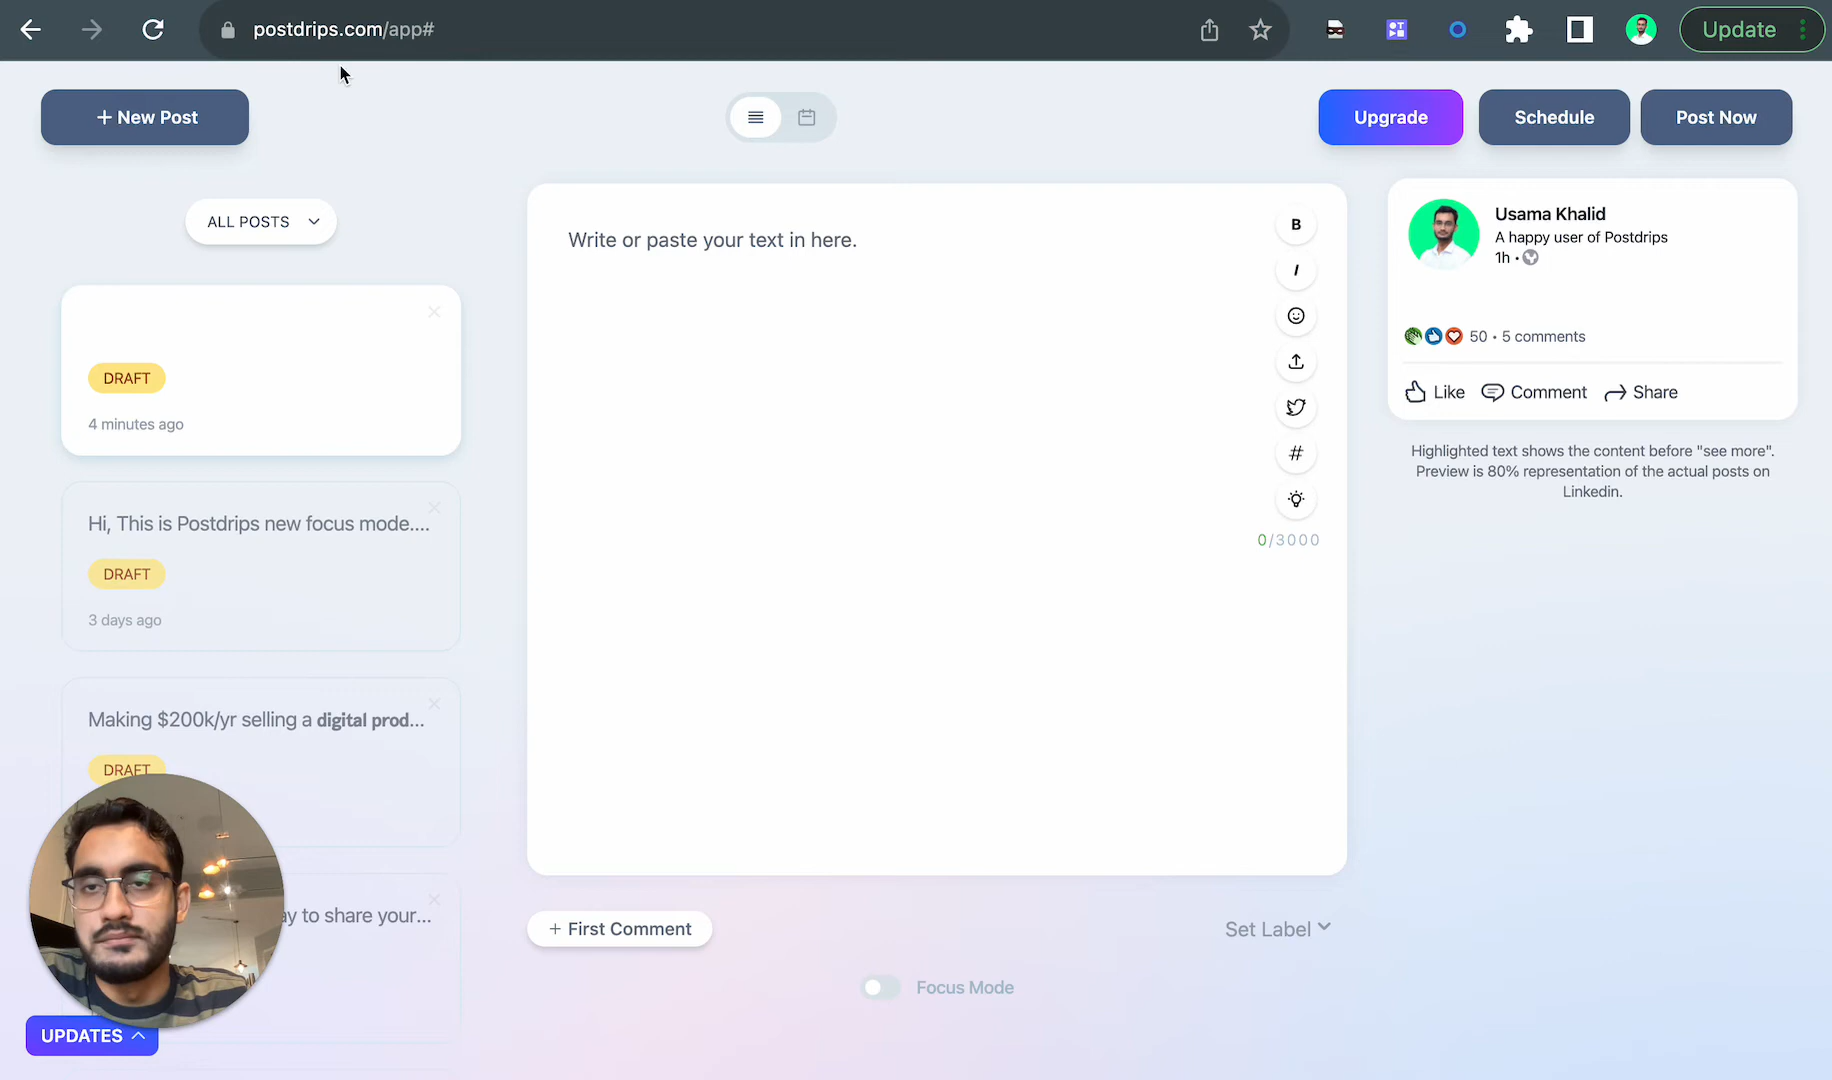 postdrips.com/app#
Update
+ New Post
Upgrade
Schedule
Post Now
ALL POSTS
DRAFT
4 minutes ago
Hi, This is Postdrips new focus mode....
DRAFT
3 days ago
Making $200k/yr selling a digital prod...
DRAFT
to share your...
UPDATES
Write or paste your text in here.
B
I
#
0/3000
+ First Comment
Set Label
Focus Mode
Usama Khalid
A happy user of Postdrips
1h •
50 • 5 comments
Like
Comment
Share
Highlighted text shows the content before "see more".
Preview is 80% representation of the actual posts on
Linkedin.